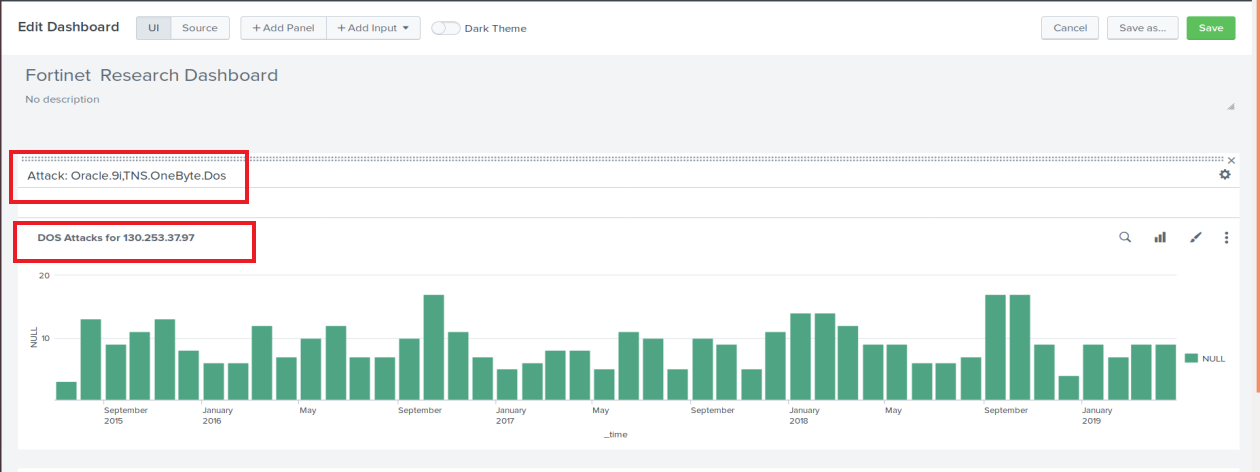 Edit Dashboard UI Source +Add Panel +Add Input Dark Theme Cancel Save as... Save
Fortinet Research Dashboard
No description
Attack: Oracle.9i,TNS.OneByte.Dos
DOS Attacks for 130.253.37.97
20
10
NULL
NULL
September 2015
January 2016
May
September
January 2017
May
September
January 2018
May
September
January 2019
_time